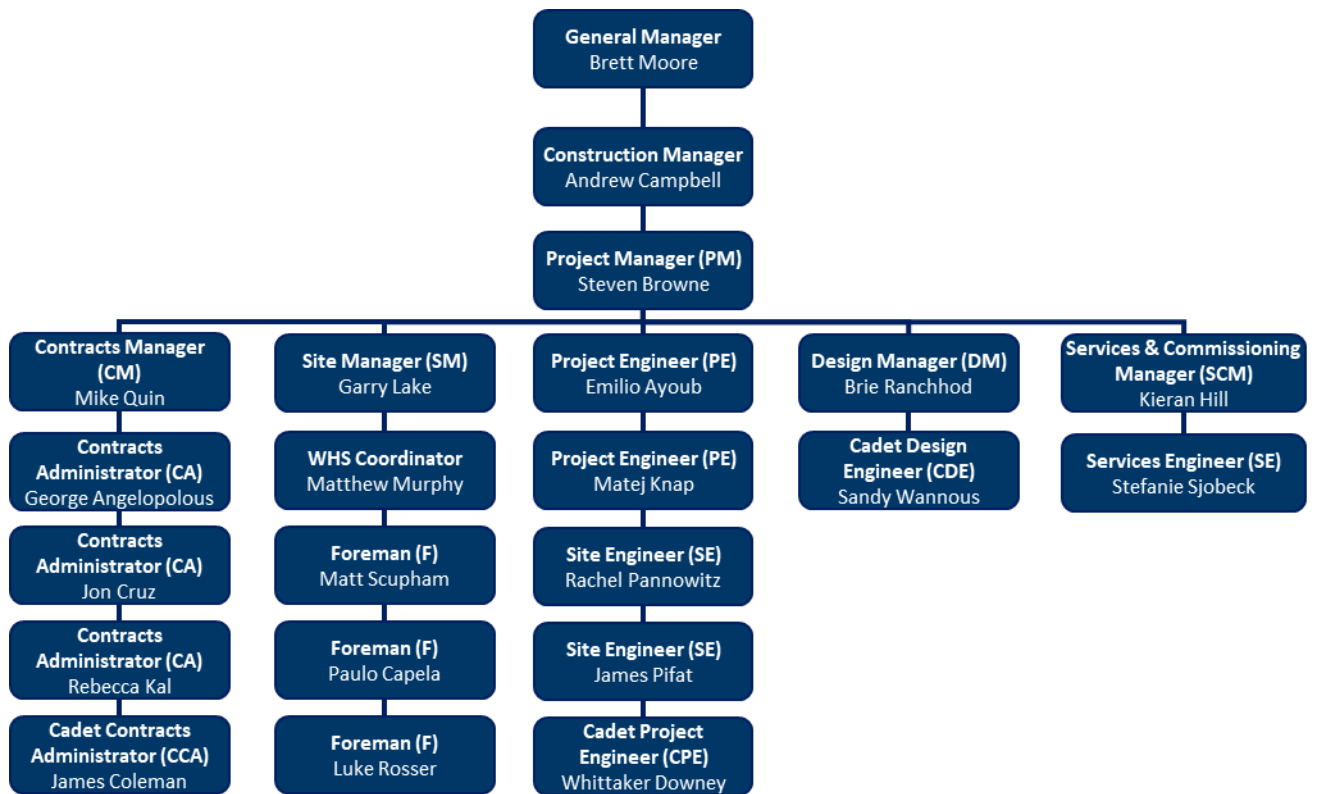 General Manager
Brett Moore
Construction Manager
Andrew Campbell
Project Manager (PM)
Steven Browne
Contracts Manager
(CM)
Mike Quin
Site Manager (SM)
Garry Lake
Project Engineer (PE)
Emilio Ayoub
Design Manager (DM)
Brie Ranchhod
Services & Commissioning
Manager (SCM)
Kieran Hill
Contracts
Administrator (CA)
George Angelopolous
WHS Coordinator
Matthew Murphy
Project Engineer (PE)
Matej Knap
Cadet Design
Engineer (CDE)
Sandy Wannous
Services Engineer (SE)
Stefanie Sjobeck
Contracts
Administrator (CA)
Jon Cruz
Foreman (F)
Matt Scupham
Site Engineer (SE)
Rachel Pannowitz
Contracts
Administrator (CA)
Rebecca Kal
Foreman (F)
Paulo Capela
Site Engineer (SE)
James Pifat
Cadet Contracts
Administrator (CCA)
James Coleman
Foreman (F)
Luke Rosser
Cadet Project
Engineer (CPE)
Whittaker Downey